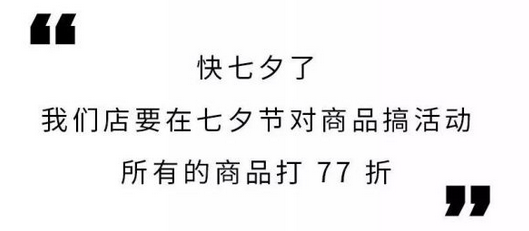 “
快七夕了
我们店要在七夕节对商品搞活动
所有的商品打 77 折
”